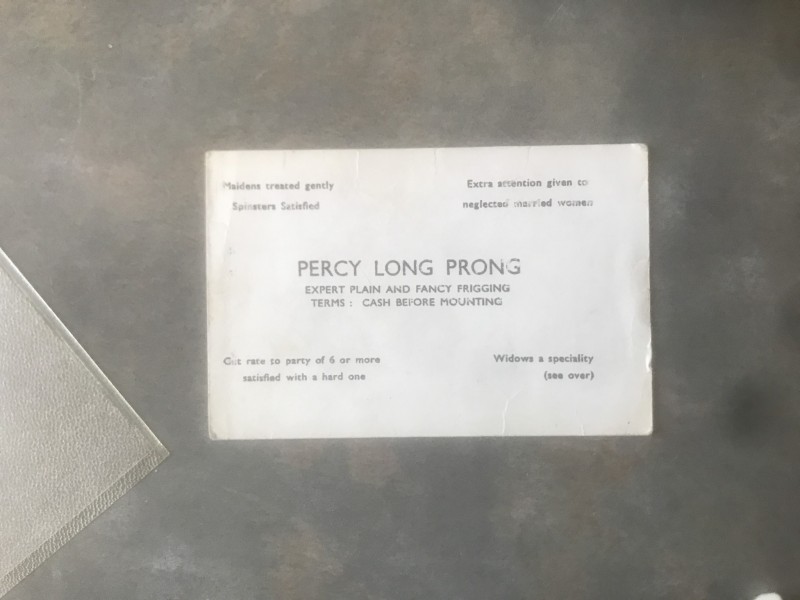 Maidens treated gently
Spinsters Satisfied
Extra attention given to
neglected married women
PERCY LONG PRONG
EXPERT PLAIN AND FANCY FRIGGING
TERMS : CASH BEFORE MOUNTING
Cut rate to party of 6 or more
satisfied with a hard one
Widows a speciality
(see over)